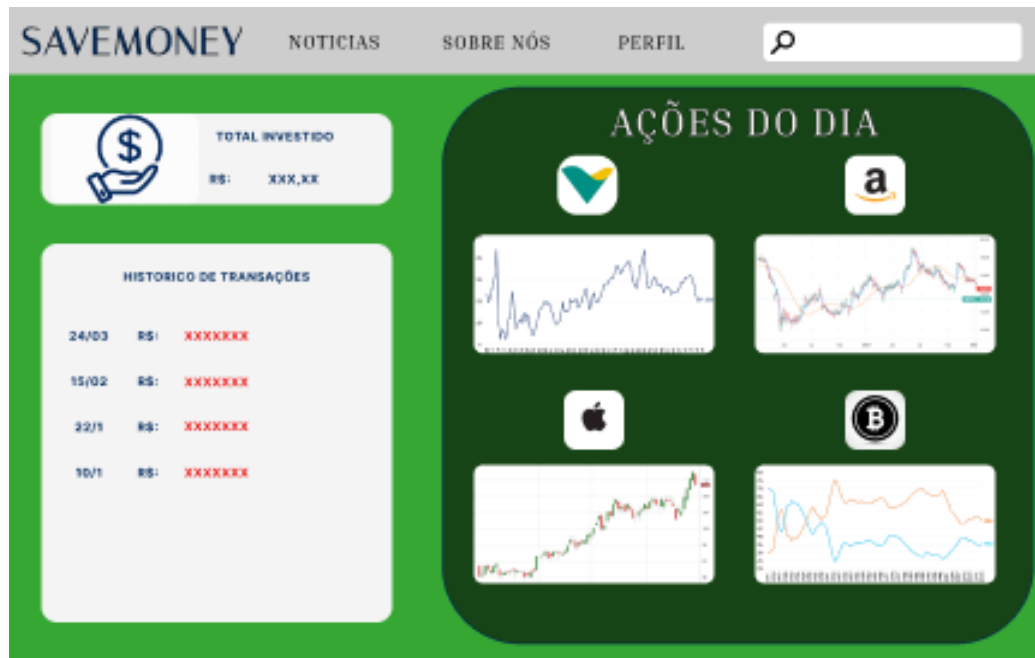 SAVEMONEY NOTICIAS SOBRE NÓS PERFIL
TOTAL INVESTIDO
R$: XXX,XX
HISTORICO DE TRANSAÇÕES
24/03 R$: XXXXXXX
15/02 R$: XXXXXXX
22/1 R$: XXXXXXX
10/1 R$: XXXXXXX
AÇÕES DO DIA
a